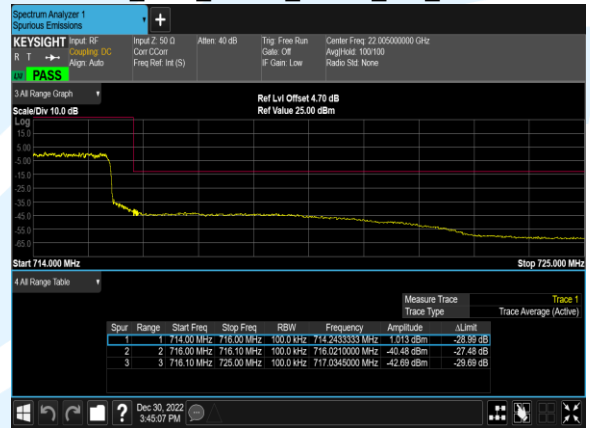 Spectrum Analyzer 1
Spurious Emissions
+
KEYSIGHT Input: RF Input Z: 50 Ω Atten: 40 dB Trig: Free Run Center Freq: 22.005000000 GHz
R T Coupling: DC Corr CCorr Gate: Off Avg|Hold: 100/100
Align: Auto Freq Ref: Int (S) IF Gain: Low Radio Std: None
LXI PASS
3 All Range Graph
Ref Lvl Offset 4.70 dB
Scale/Div 10.0 dB Ref Value 25.00 dBm
Log
15.0
5.00
-5.00
-15.0
-25.0
-35.0
-45.0
-55.0
-65.0
Start 714.000 MHz Stop 725.000 MHz
4 All Range Table
Measure Trace Trace 1
Trace Type Trace Average (Active)
Spur Range Start Freq Stop Freq RBW Frequency Amplitude ΔLimit
1 1 714.00 MHz 716.00 MHz 100.0 kHz 714.2433333 MHz 1.013 dBm -28.99 dB
2 2 716.00 MHz 716.10 MHz 100.0 kHz 716.0210000 MHz -40.48 dBm -27.48 dB
3 3 716.10 MHz 725.00 MHz 100.0 kHz 717.0345000 MHz -42.69 dBm -29.69 dB
? Dec 30, 2022
3:45:07 PM